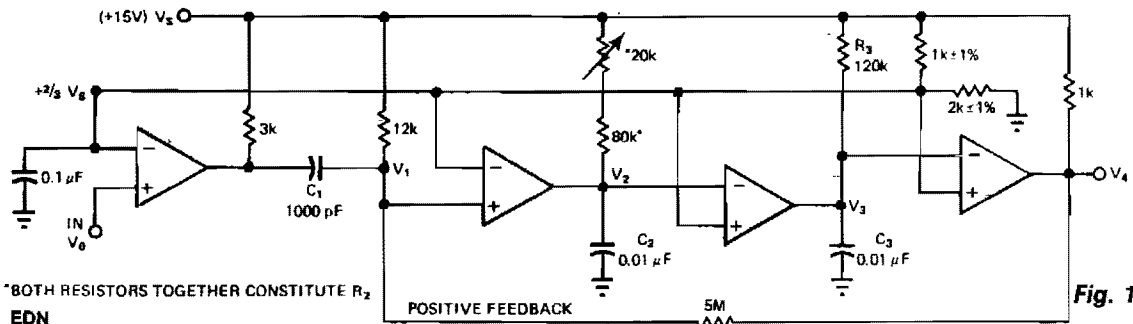 (+15V) Vs
*20k
R3
120k
1k±1%
+2/3 Vs
2k±1%
1k
3k
12k
80k*
V1
V2
V3
V4
0.1 µF
C1
1000 pF
IN
V0
C2
0.01 µF
C3
0.01 µF
*BOTH RESISTORS TOGETHER CONSTITUTE R2
EDN
POSITIVE FEEDBACK
5M
Fig. 1